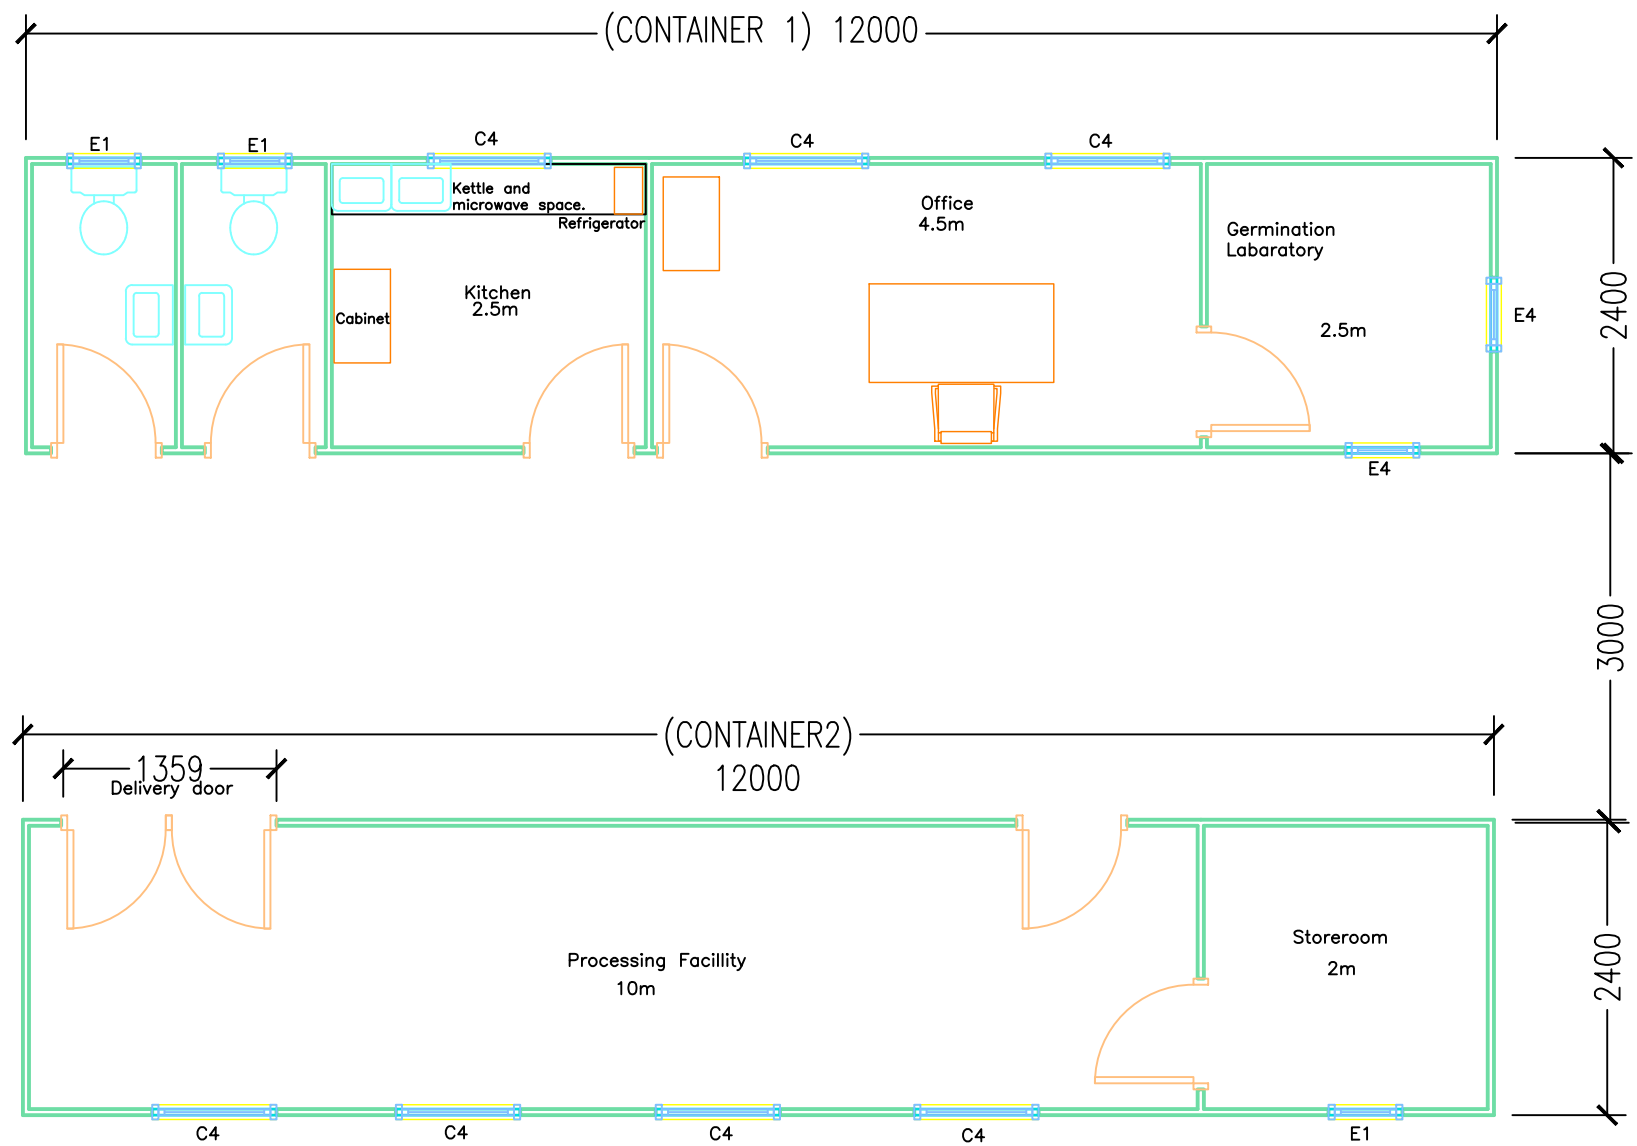 (CONTAINER 1) 12000
E1
E1
C4
C4
C4
Kettle and
microwave space.
Refrigerator
Office
4.5m
Germination
Labaratory
2400
Kitchen
2.5m
Cabinet
2.5m
E4
E4
3000
(CONTAINER2)
12000
1359
Delivery door
Storeroom
2m
Processing Facillity
10m
2400
C4
C4
C4
C4
E1